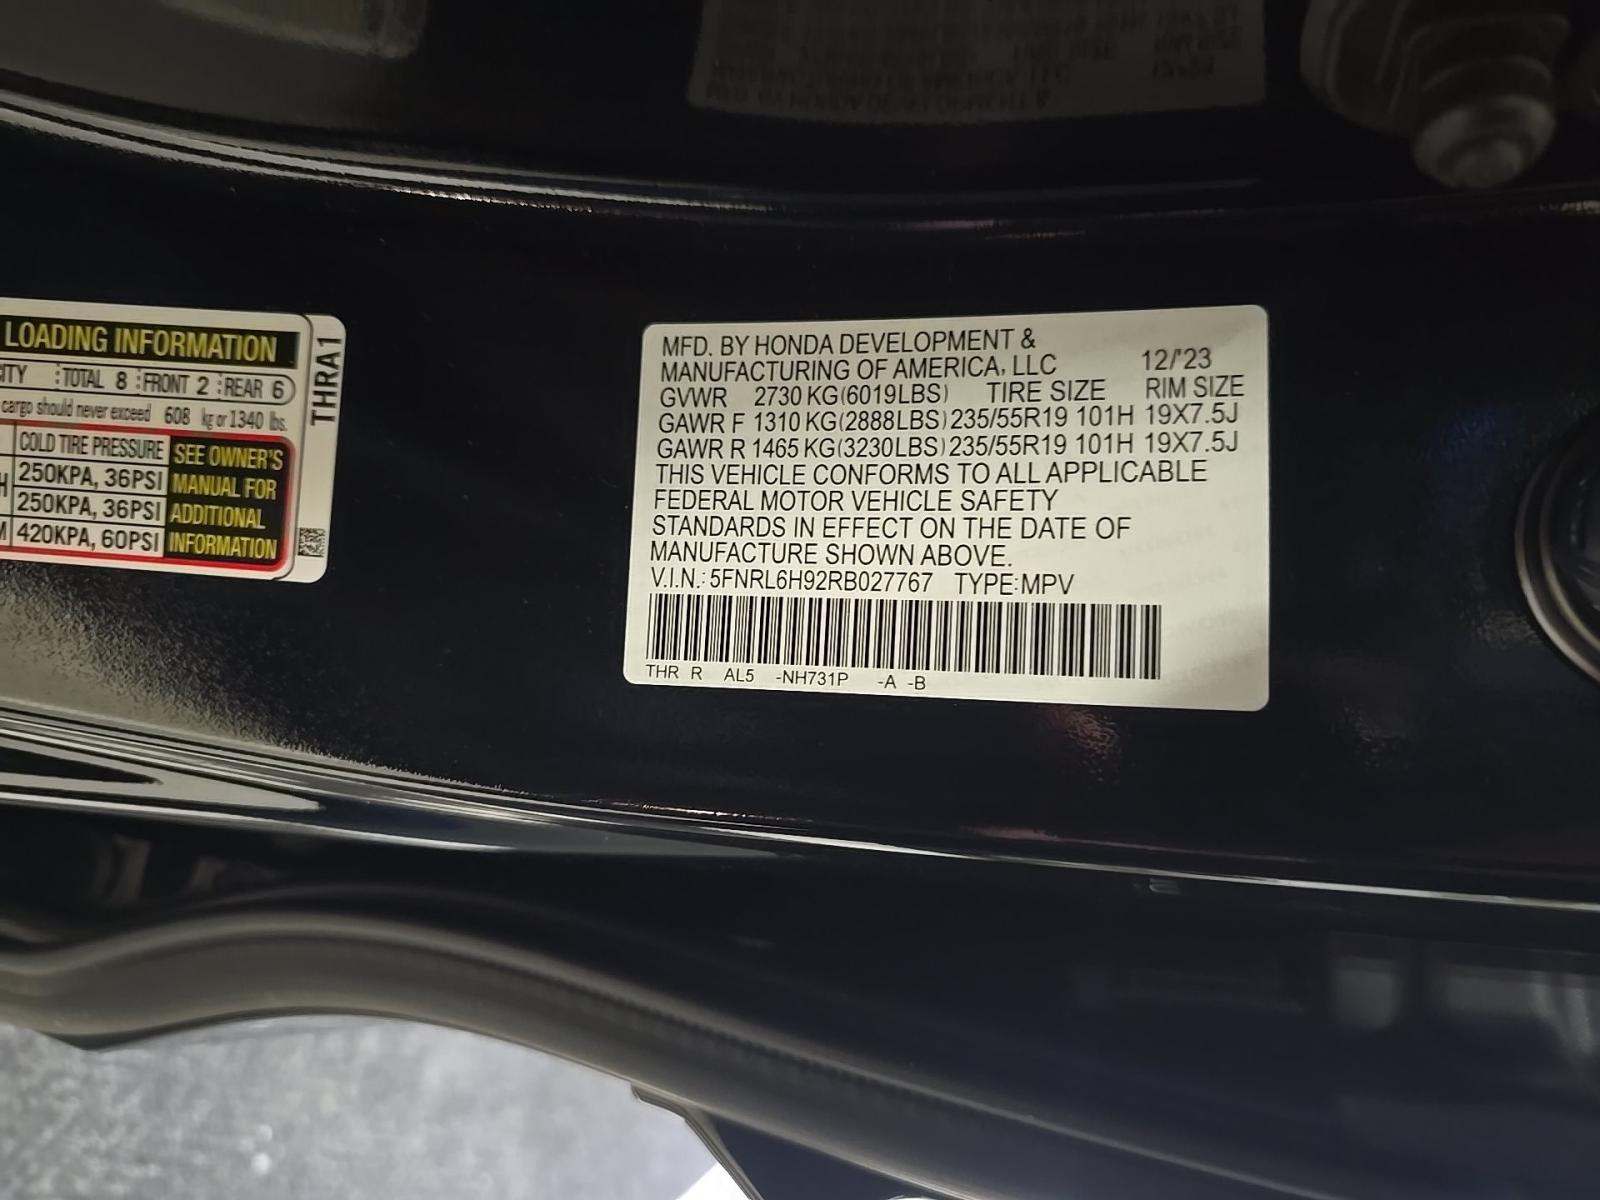 LOADING INFORMATION
CITY TOTAL 8 FRONT 2 REAR 6
cargo should never exceed 608 kg or 1340 lbs.
COLD TIRE PRESSURE
250KPA, 36PSI
250KPA, 36PSI
420KPA, 60PSI
SEE OWNER'S
MANUAL FOR
ADDITIONAL
INFORMATION
THRA1
MFD. BY HONDA DEVELOPMENT &
MANUFACTURING OF AMERICA, LLC 12/'23
GVWR 2730 KG(6019LBS) TIRE SIZE RIM SIZE
GAWR F 1310 KG(2888LBS) 235/55R19 101H 19X7.5J
GAWR R 1465 KG(3230LBS) 235/55R19 101H 19X7.5J
THIS VEHICLE CONFORMS TO ALL APPLICABLE
FEDERAL MOTOR VEHICLE SAFETY
STANDARDS IN EFFECT ON THE DATE OF
MANUFACTURE SHOWN ABOVE.
V.I.N.: 5FNRL6H92RB027767 TYPE:MPV
THR R AL5 -NH731P -A -B